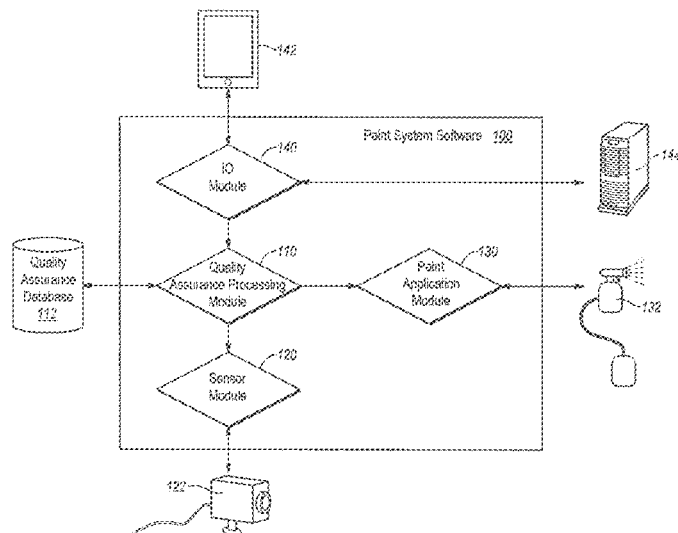 142
Paint System Software 100
140
IO
Module
144
110
130
Quality
Assurance
Database
112
Quality
Assurance Processing
Module
Paint
Application
Module
132
120
Sensor
Module
122